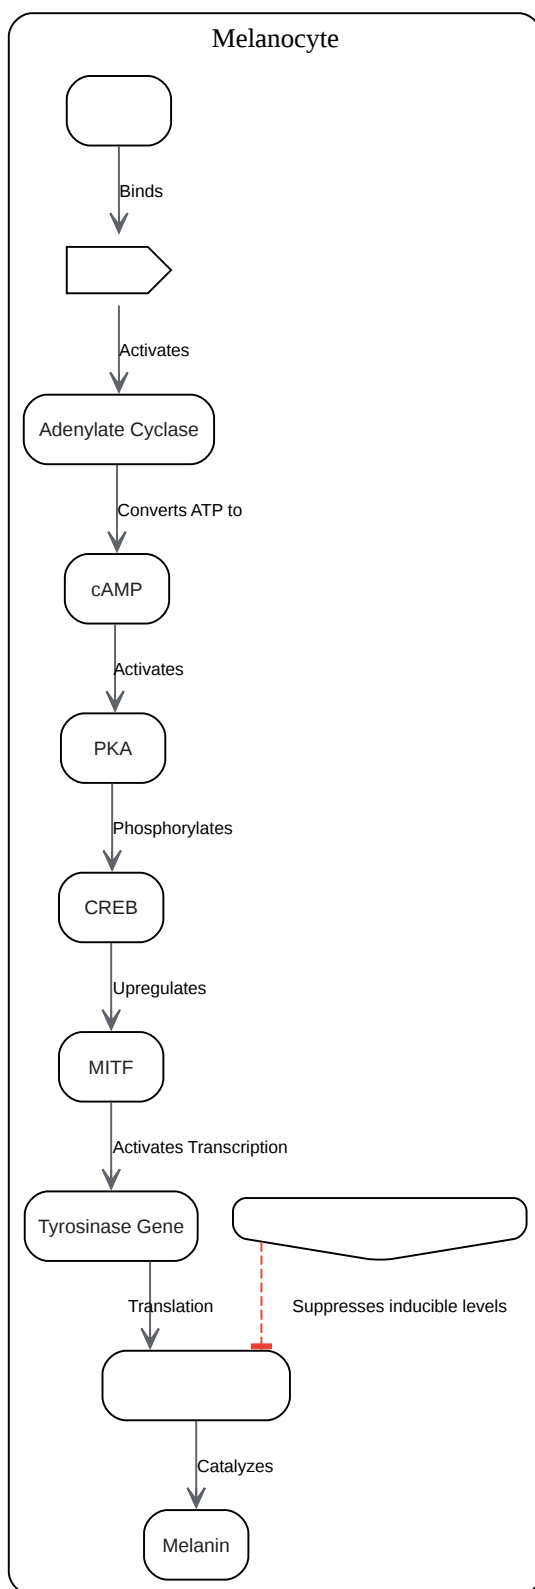 Melanocyte
Binds
Activates
Adenylate Cyclase
Converts ATP to
cAMP
Activates
PKA
Phosphorylates
CREB
Upregulates
MITF
Activates Transcription
Tyrosinase Gene
Translation
Suppresses inducible levels
Catalyzes
Melanin